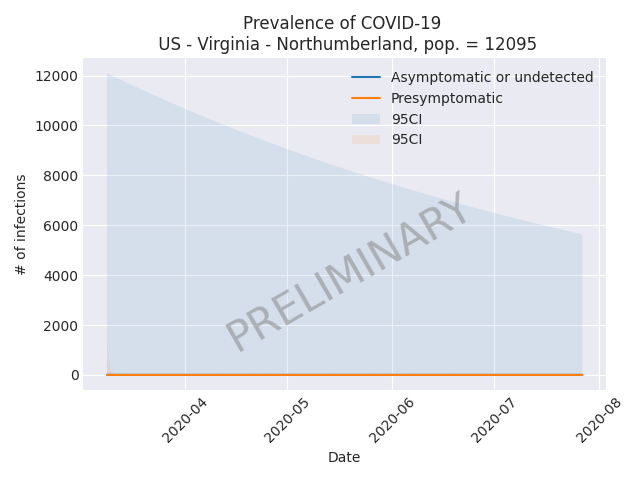 Prevalence of COVID-19
US - Virginia - Northumberland, pop. = 12095
Asymptomatic or undetected
Presymptomatic
95CI
95CI
# of infections
12000
10000
8000
6000
4000
2000
0
PRELIMINARY
2020-04
2020-05
2020-06
2020-07
2020-08
Date